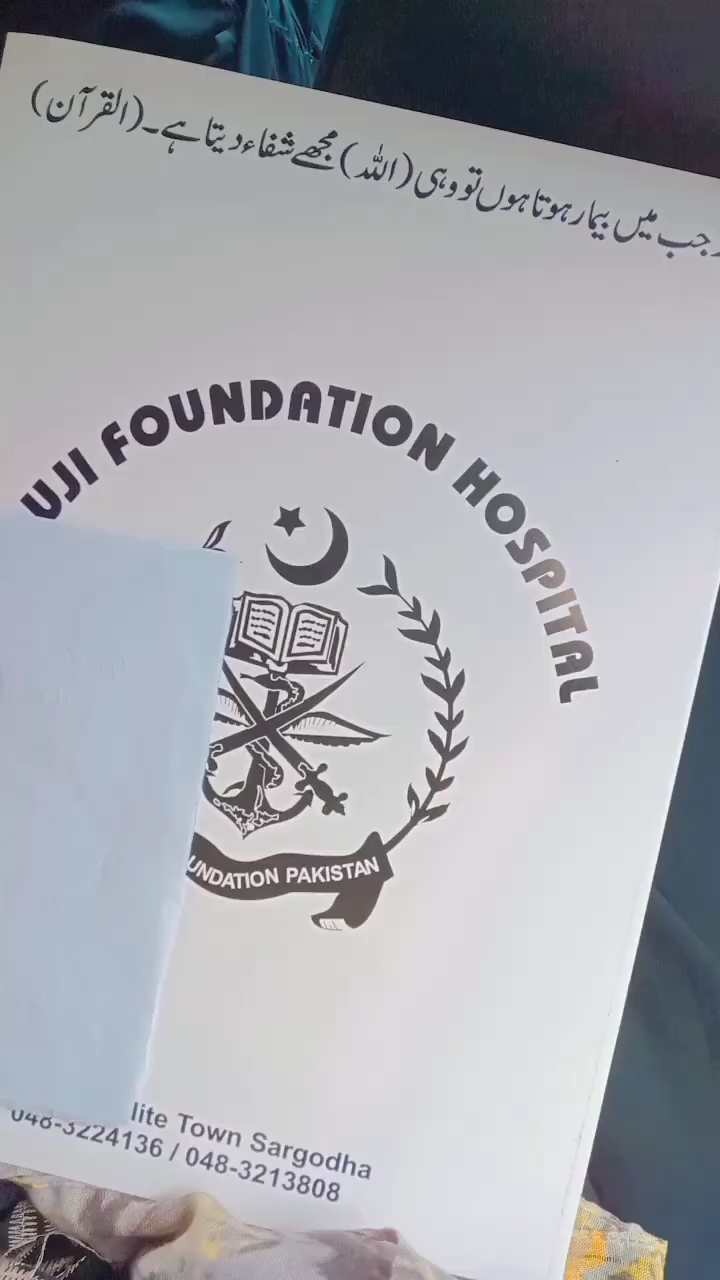 جب میں بیمار ہوتا ہوں تو وہی (اللہ) مجھے شفاء دیتا ہے۔ (القرآن)
UJI FOUNDATION HOSPITAL
UNDATION PAKISTAN
lite Town Sargodha
048-3224136 / 048-3213808